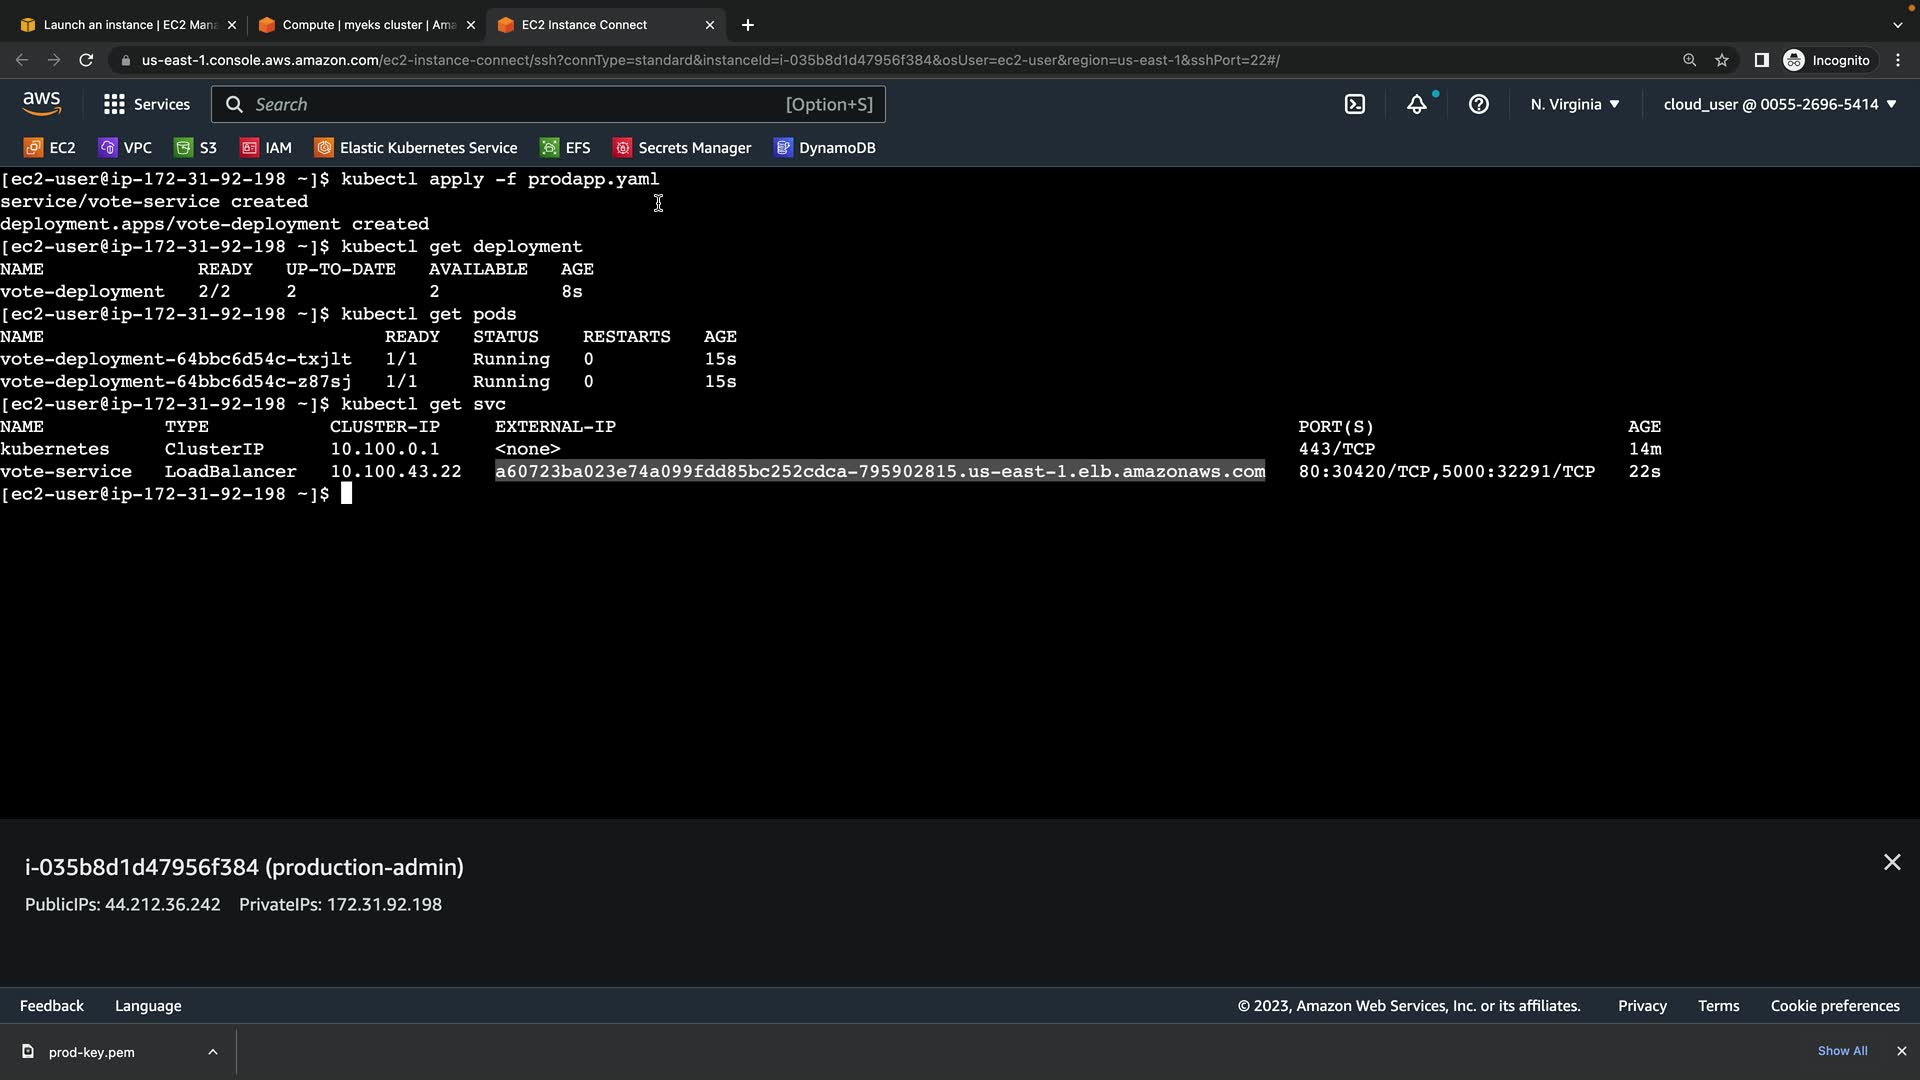 Launch an instance | EC2 Mana
Compute | myeks cluster | Ama
EC2 Instance Connect
us-east-1.console.aws.amazon.com/ec2-instance-connect/ssh?connType=standard&instanceId=i-035b8d1d47956f384&osUser=ec2-user&region=us-east-1&sshPort=22#/
Incognito
aws
Services
Search
[Option+S]
N. Virginia
cloud_user @ 0055-2696-5414
EC2
VPC
S3
IAM
Elastic Kubernetes Service
EFS
Secrets Manager
DynamoDB
[ec2-user@ip-172-31-92-198 ~]$ kubectl apply -f prodapp.yaml
service/vote-service created
deployment.apps/vote-deployment created
[ec2-user@ip-172-31-92-198 ~]$ kubectl get deployment
NAME              READY   UP-TO-DATE   AVAILABLE   AGE
vote-deployment   2/2     2            2           8s
[ec2-user@ip-172-31-92-198 ~]$ kubectl get pods
NAME                               READY   STATUS    RESTARTS   AGE
vote-deployment-64bbc6d54c-txjlt   1/1     Running   0          15s
vote-deployment-64bbc6d54c-z87sj   1/1     Running   0          15s
[ec2-user@ip-172-31-92-198 ~]$ kubectl get svc
NAME           TYPE           CLUSTER-IP     EXTERNAL-IP                                                              PORT(S)                       AGE
kubernetes     ClusterIP      10.100.0.1     <none>                                                                   443/TCP                       14m
vote-service   LoadBalancer   10.100.43.22   a60723ba023e74a099fdd85bc252cdca-795902815.us-east-1.elb.amazonaws.com   80:30420/TCP,5000:32291/TCP   22s
[ec2-user@ip-172-31-92-198 ~]$
i-035b8d1d47956f384 (production-admin)
PublicIPs: 44.212.36.242 PrivateIPs: 172.31.92.198
Feedback
Language
© 2023, Amazon Web Services, Inc. or its affiliates.
Privacy
Terms
Cookie preferences
prod-key.pem
Show All